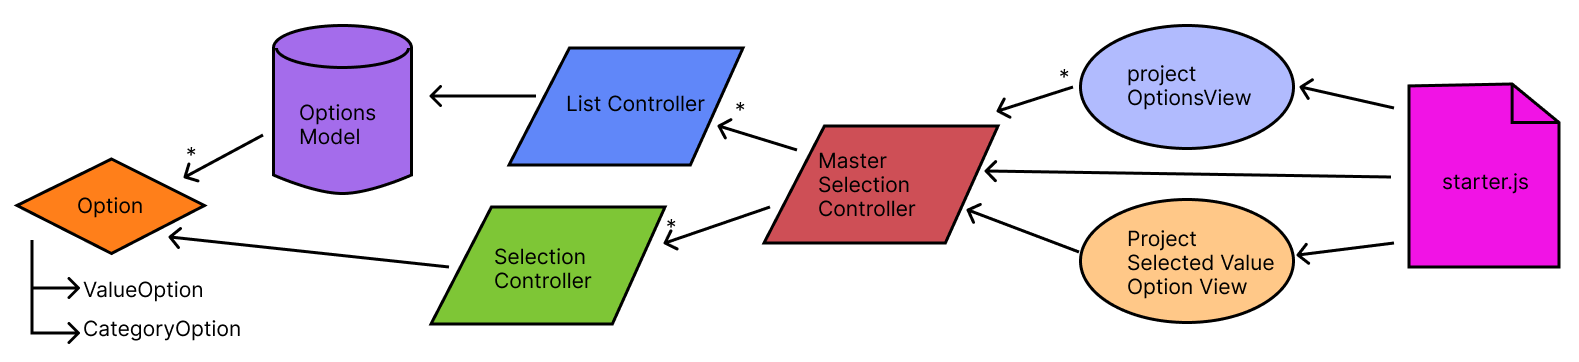 Options
Model
*
Option
ValueOption
CategoryOption
List Controller
*
Selection
Controller
*
Master
Selection
Controller
*
project
OptionsView
Project
Selected Value
Option View
starter.js